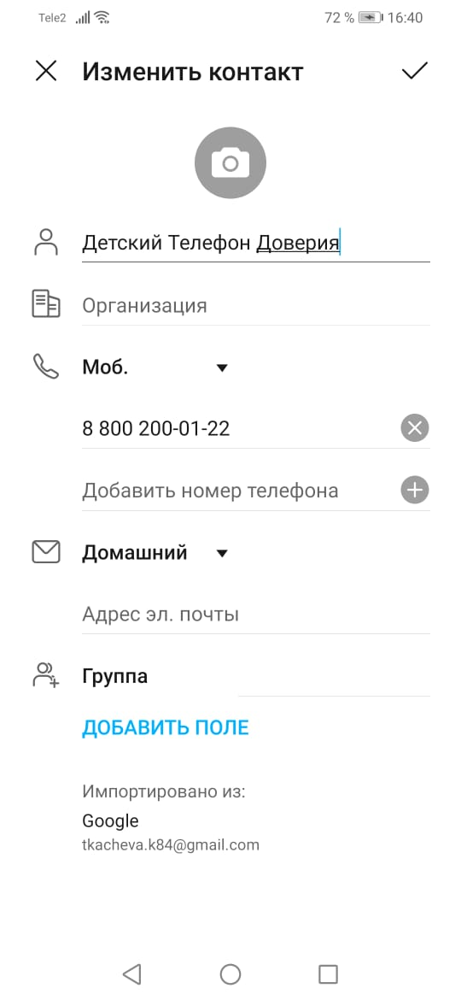 Tele2 72 % 16:40
Изменить контакт
Детский Телефон Доверия
Организация
Моб.
8 800 200-01-22
Добавить номер телефона
Домашний
Адрес эл. почты
Группа
ДОБАВИТЬ ПОЛЕ
Импортировано из:
Google
tkacheva.k84@gmail.com